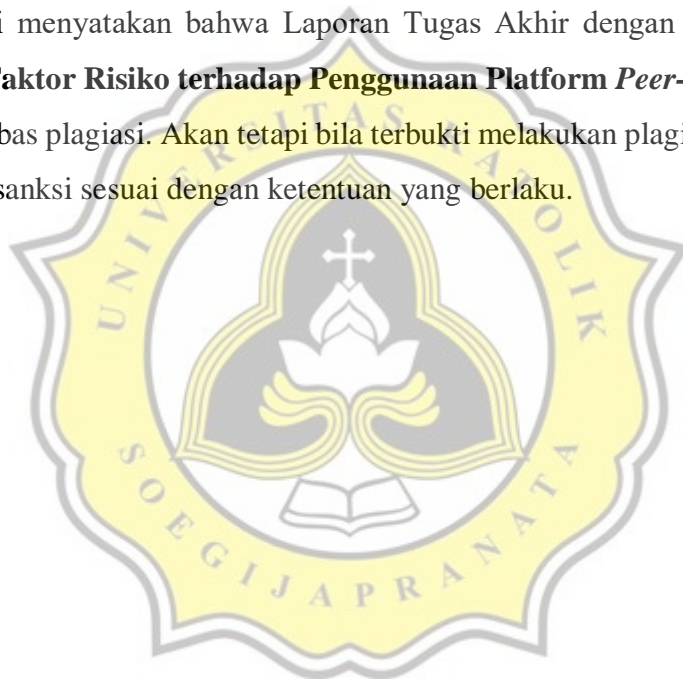 i menyatakan bahwa Laporan Tugas Akhir dengan
aktor Risiko terhadap Penggunaan Platform Peer-
bas plagiasi. Akan tetapi bila terbukti melakukan plagi
sanksi sesuai dengan ketentuan yang berlaku.
UNIVERSITAS KATOLIK
SOEGIJAPRANATA